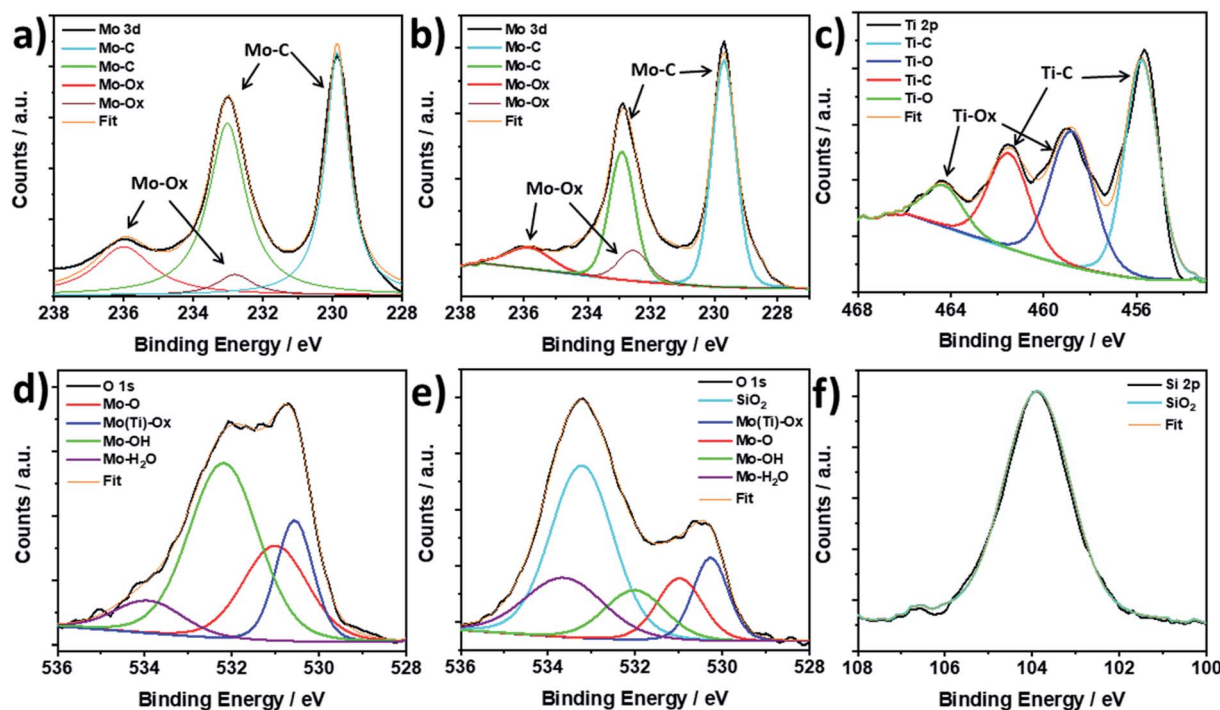 a)
Mo 3d
Mo-C
Mo-C
Mo-Ox
Mo-Ox
Fit
Mo-C
Mo-Ox
Counts / a.u.
238 236 234 232 230 228
Binding Energy / eV
b)
Mo 3d
Mo-C
Mo-C
Mo-Ox
Mo-Ox
Fit
Mo-C
Mo-Ox
Counts / a.u.
238 236 234 232 230 228
Binding Energy / eV
c)
Ti 2p
Ti-C
Ti-O
Ti-C
Ti-O
Fit
Ti-C
Ti-Ox
Counts / a.u.
468 464 460 456
Binding Energy / eV
d)
O 1s
Mo-O
Mo(Ti)-Ox
Mo-OH
Mo-H₂O
Fit
Counts / a.u.
536 534 532 530 528
Binding Energy / eV
e)
O 1s
SiO₂
Mo(Ti)-Ox
Mo-O
Mo-OH
Mo-H₂O
Fit
Counts / a.u.
536 534 532 530 528
Binding Energy / eV
f)
Si 2p
SiO₂
Fit
Counts / a.u.
108 106 104 102 100
Binding Energy / eV